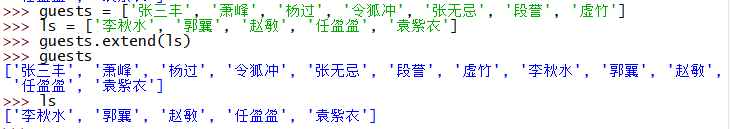 >>> guests = ['张三丰', '萧峰', '杨过', '令狐冲', '张无忌', '段誉', '虚竹']
>>> ls = ['李秋水', '郭襄', '赵敏', '任盈盈', '袁紫衣']
>>> guests.extend(ls)
>>> guests
['张三丰', '萧峰', '杨过', '令狐冲', '张无忌', '段誉', '虚竹', '李秋水', '郭襄', '赵敏',
'任盈盈', '袁紫衣']
>>> ls
['李秋水', '郭襄', '赵敏', '任盈盈', '袁紫衣']